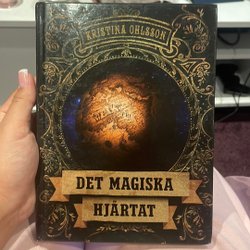 KRISTINA OHLSSON
DET MAGISKA
HJÄRTAT